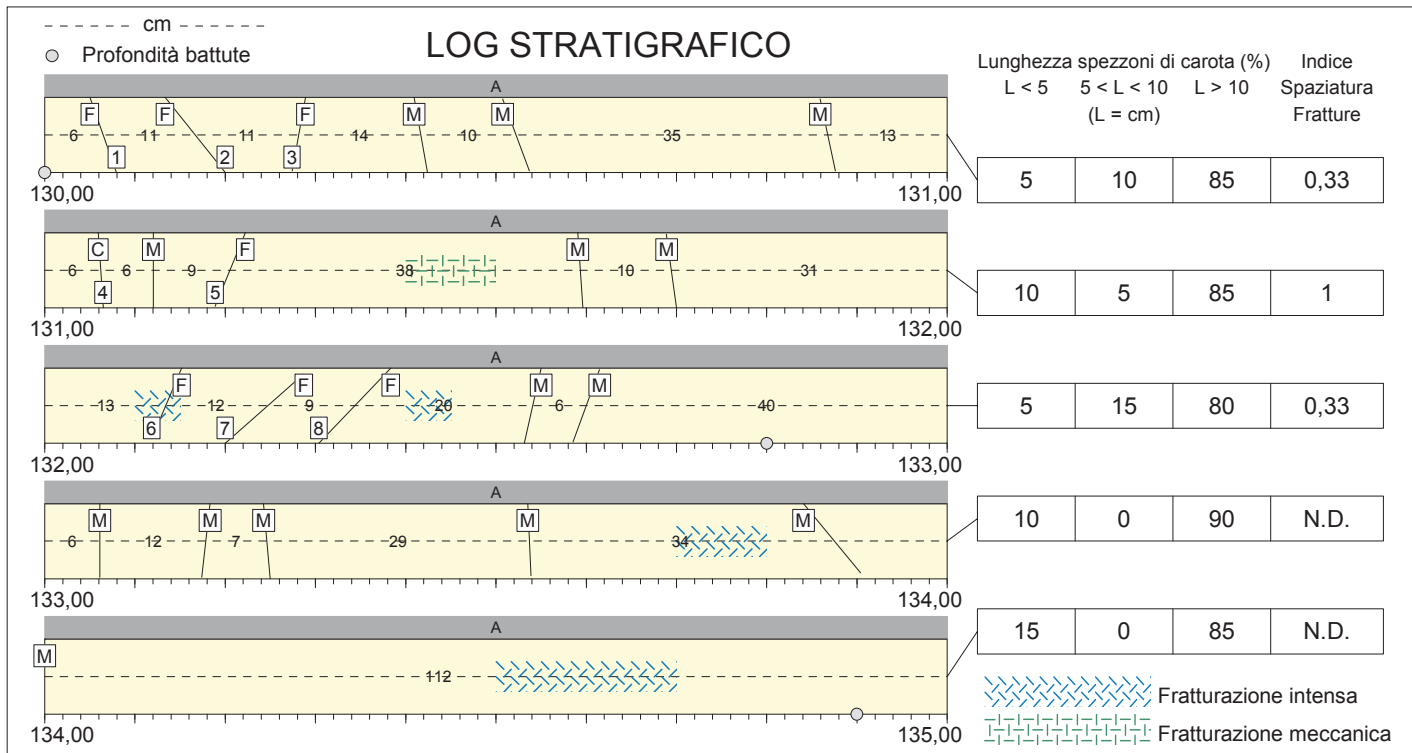 cm
Profondità battute
LOG STRATIGRAFICO
Lunghezza spezzoni di carota (%)
L < 5 5 < L < 10 L > 10
(L = cm)
Indice
Spaziatura
Fratture
A
F F F M M M
6 11 11 14 10 35 13
1 2 3
130,00 131,00
5 10 85 0,33
A
C M F M M
6 6 9 38 10 31
4 5
131,00 132,00
10 5 85 1
A
F F F M M
13 12 9 20 6 40
6 7 8
132,00 133,00
5 15 80 0,33
A
M M M M M
6 12 7 29 34
133,00 134,00
10 0 90 N.D.
A
M
112
134,00 135,00
15 0 85 N.D.
Fratturazione intensa
Fratturazione meccanica